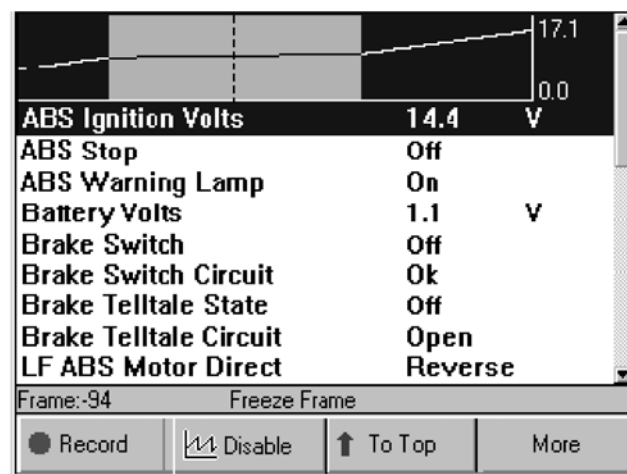 17.1
0.0
ABS Ignition Volts 14.4 V
ABS Stop Off
ABS Warning Lamp On
Battery Volts 1.1 V
Brake Switch Off
Brake Switch Circuit Ok
Brake Telltale State Off
Brake Telltale Circuit Open
LF ABS Motor Direct Reverse
Frame:-94 Freeze Frame
Record Disable To Top More